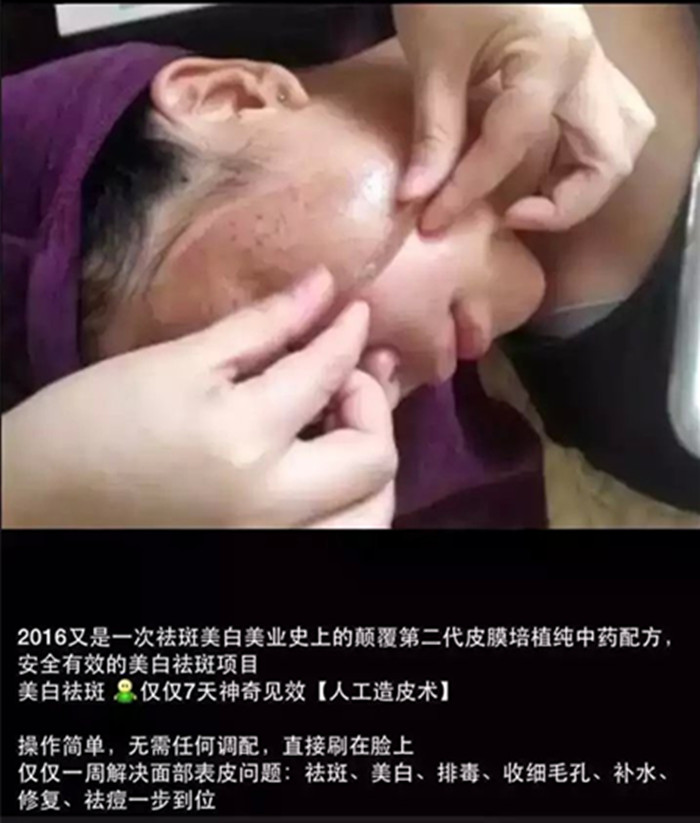 2016又是一次祛斑美白美业史上的颠覆第二代皮膜培植纯中药配方，
安全有效的美白祛斑项目
美白祛斑 仅仅7天神奇见效【人工造皮术】
操作简单，无需任何调配，直接刷在脸上
仅仅一周解决面部表皮问题：祛斑、美白、排毒、收细毛孔、补水、
修复、祛痘一步到位